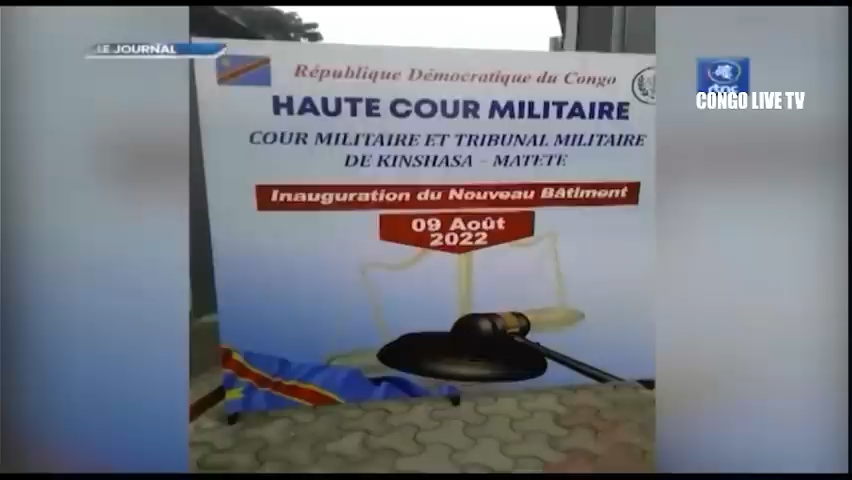 LE JOURNAL
République Démocratique du Congo
HAUTE COUR MILITAIRE
COUR MILITAIRE ET TRIBUNAL MILITAIRE
DE KINSHASA - MATETE
Inauguration du Nouveau Bâtiment
09 Août
2022
CONGO LIVE TV